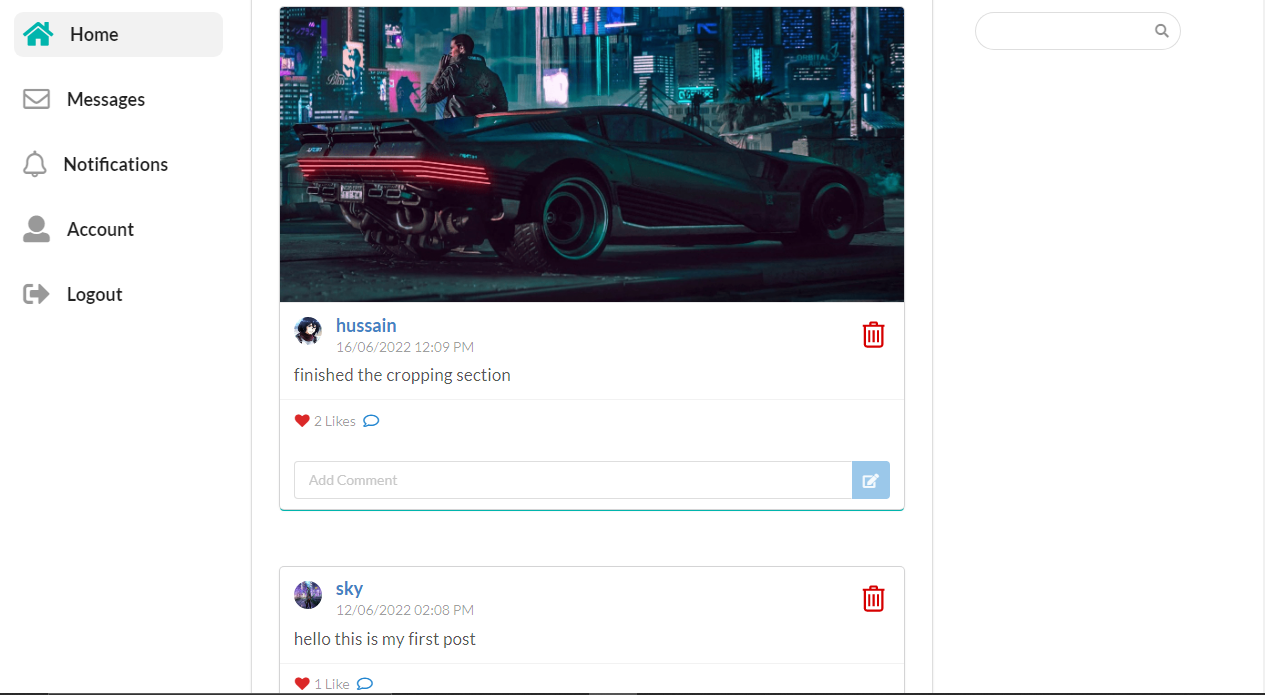 Home
Messages
Notifications
Account
Logout
hussain
16/06/2022 12:09 PM
finished the cropping section
2 Likes
Add Comment
sky
12/06/2022 02:08 PM
hello this is my first post
1 Like